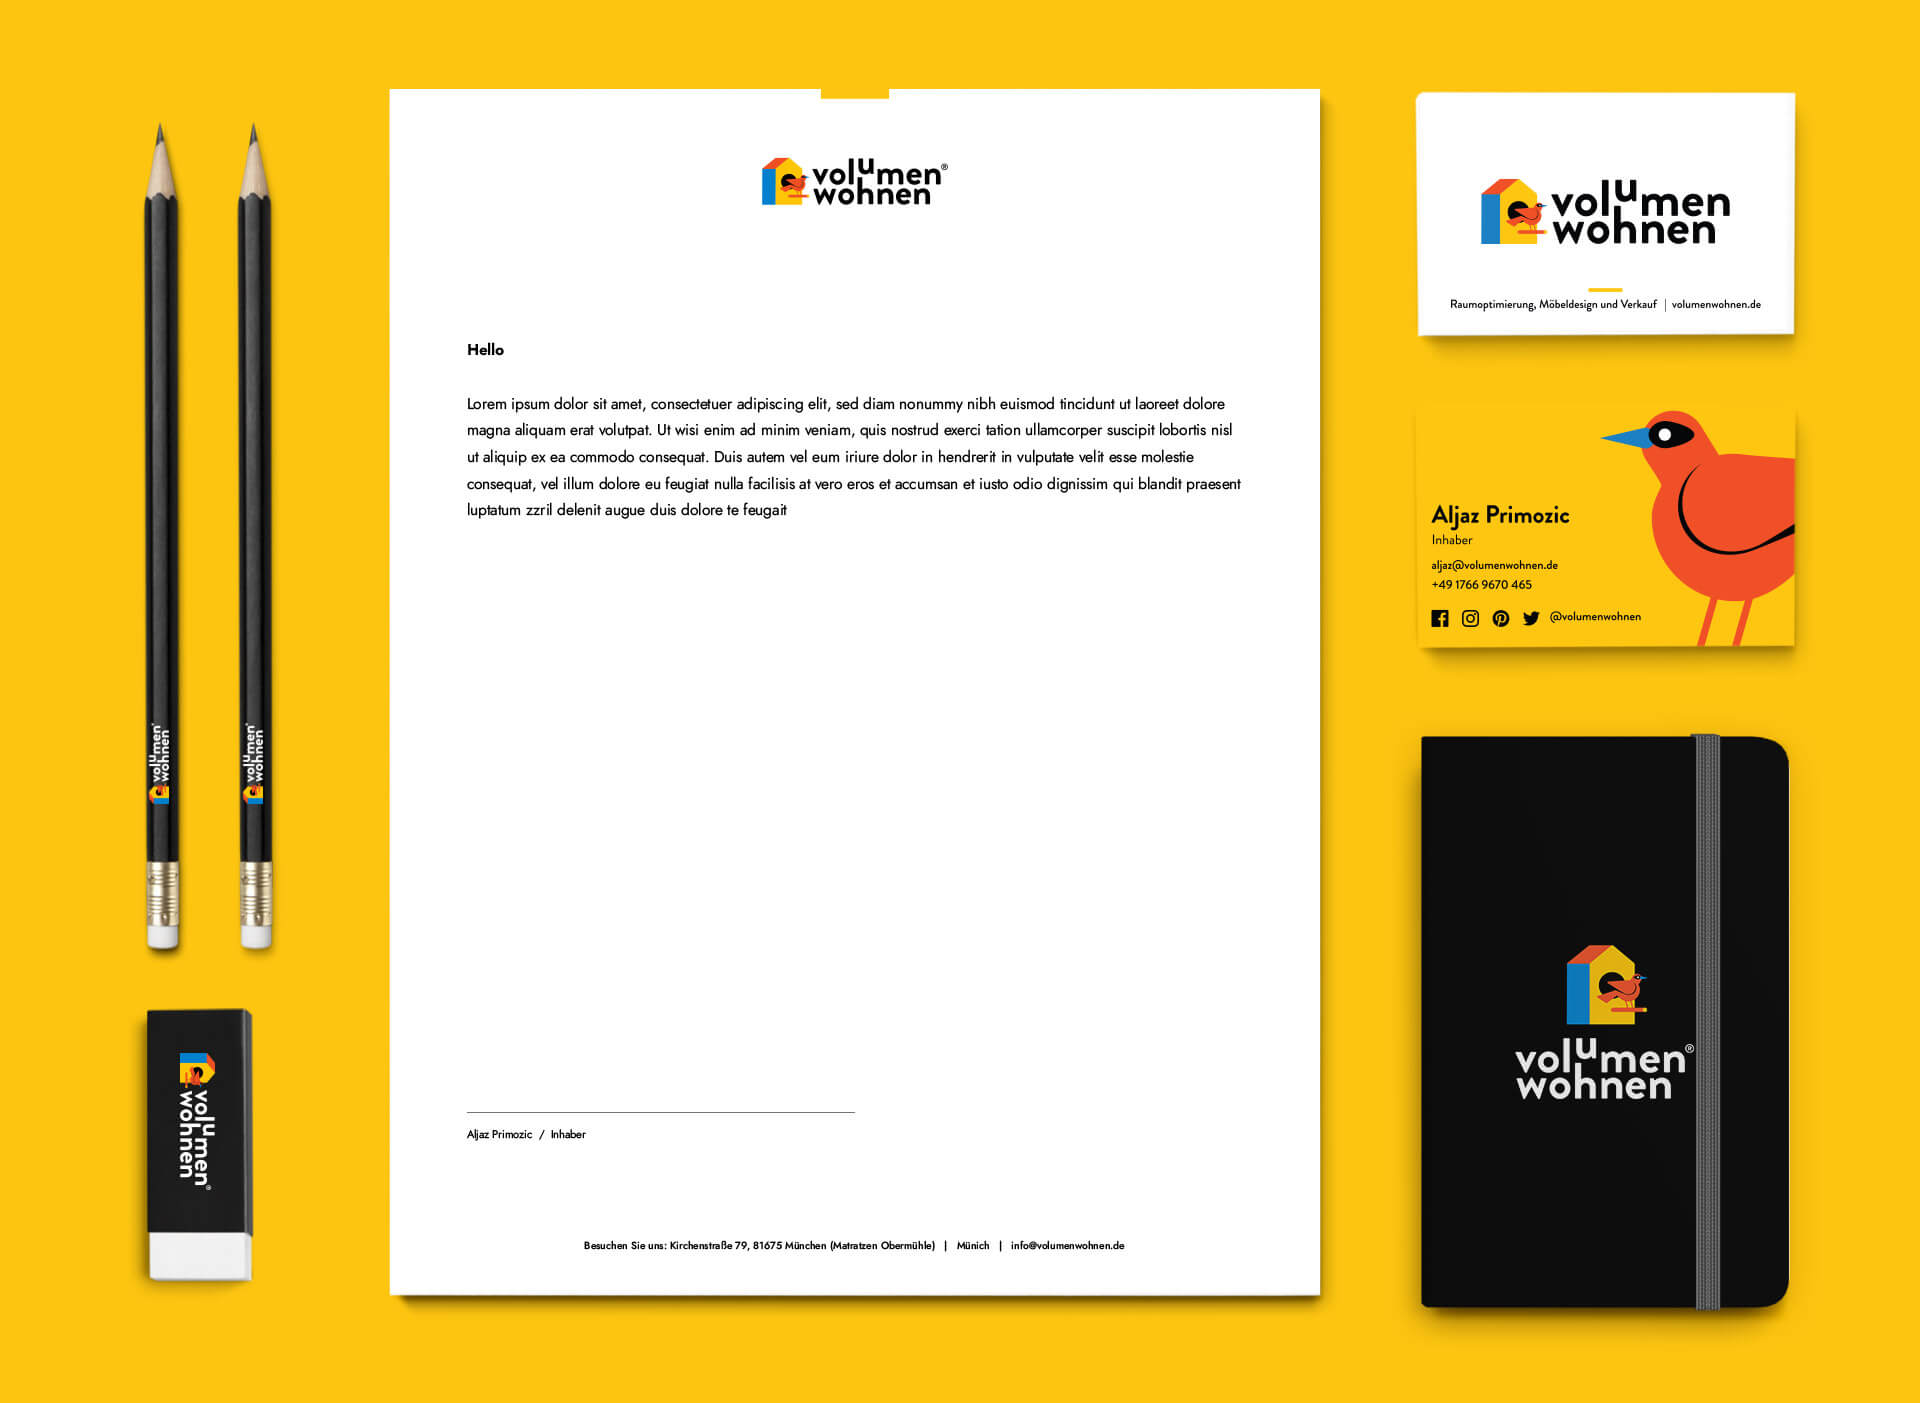 volumen®
wohnen
Hello
Lorem ipsum dolor sit amet, consectetuer adipiscing elit, sed diam nonummy nibh euismod tincidunt ut laoreet dolore
magna aliquam erat volutpat. Ut wisi enim ad minim veniam, quis nostrud exerci tation ullamcorper suscipit lobortis nisl
ut aliquip ex ea commodo consequat. Duis autem vel eum iriure dolor in hendrerit in vulputate velit esse molestie
consequat, vel illum dolore eu feugiat nulla facilisis at vero eros et accumsan et iusto odio dignissim qui blandit praesent
luptatum zzril delenit augue duis dolore te feugait
Aljaz Primozic / Inhaber
Besuchen Sie uns: Kirchenstraße 79, 81675 München (Matratzen Obermühle) | Münich | info@volumenwohnen.de
volumen
wohnen
Raumoptimierung, Möbeldesign und Verkauf | volumenwohnen.de
Aljaz Primozic
Inhaber
aljaz@volumenwohnen.de
+49 1766 9670 465
@volumenwohnen
volumen®
wohnen
volumen®
wohnen
volumen®
wohnen
volumen®
wohnen